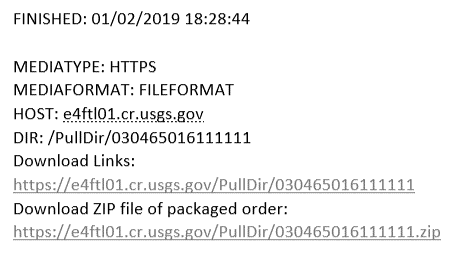 FINISHED: 01/02/2019 18:28:44
MEDIATYPE: HTTPS
MEDIAFORMAT: FILEFORMAT
HOST: e4ftl01.cr.usgs.gov
DIR: /PullDir/030465016111111
Download Links:
https://e4ftl01.cr.usgs.gov/PullDir/030465016111111
Download ZIP file of packaged order:
https://e4ftl01.cr.usgs.gov/PullDir/030465016111111.zip